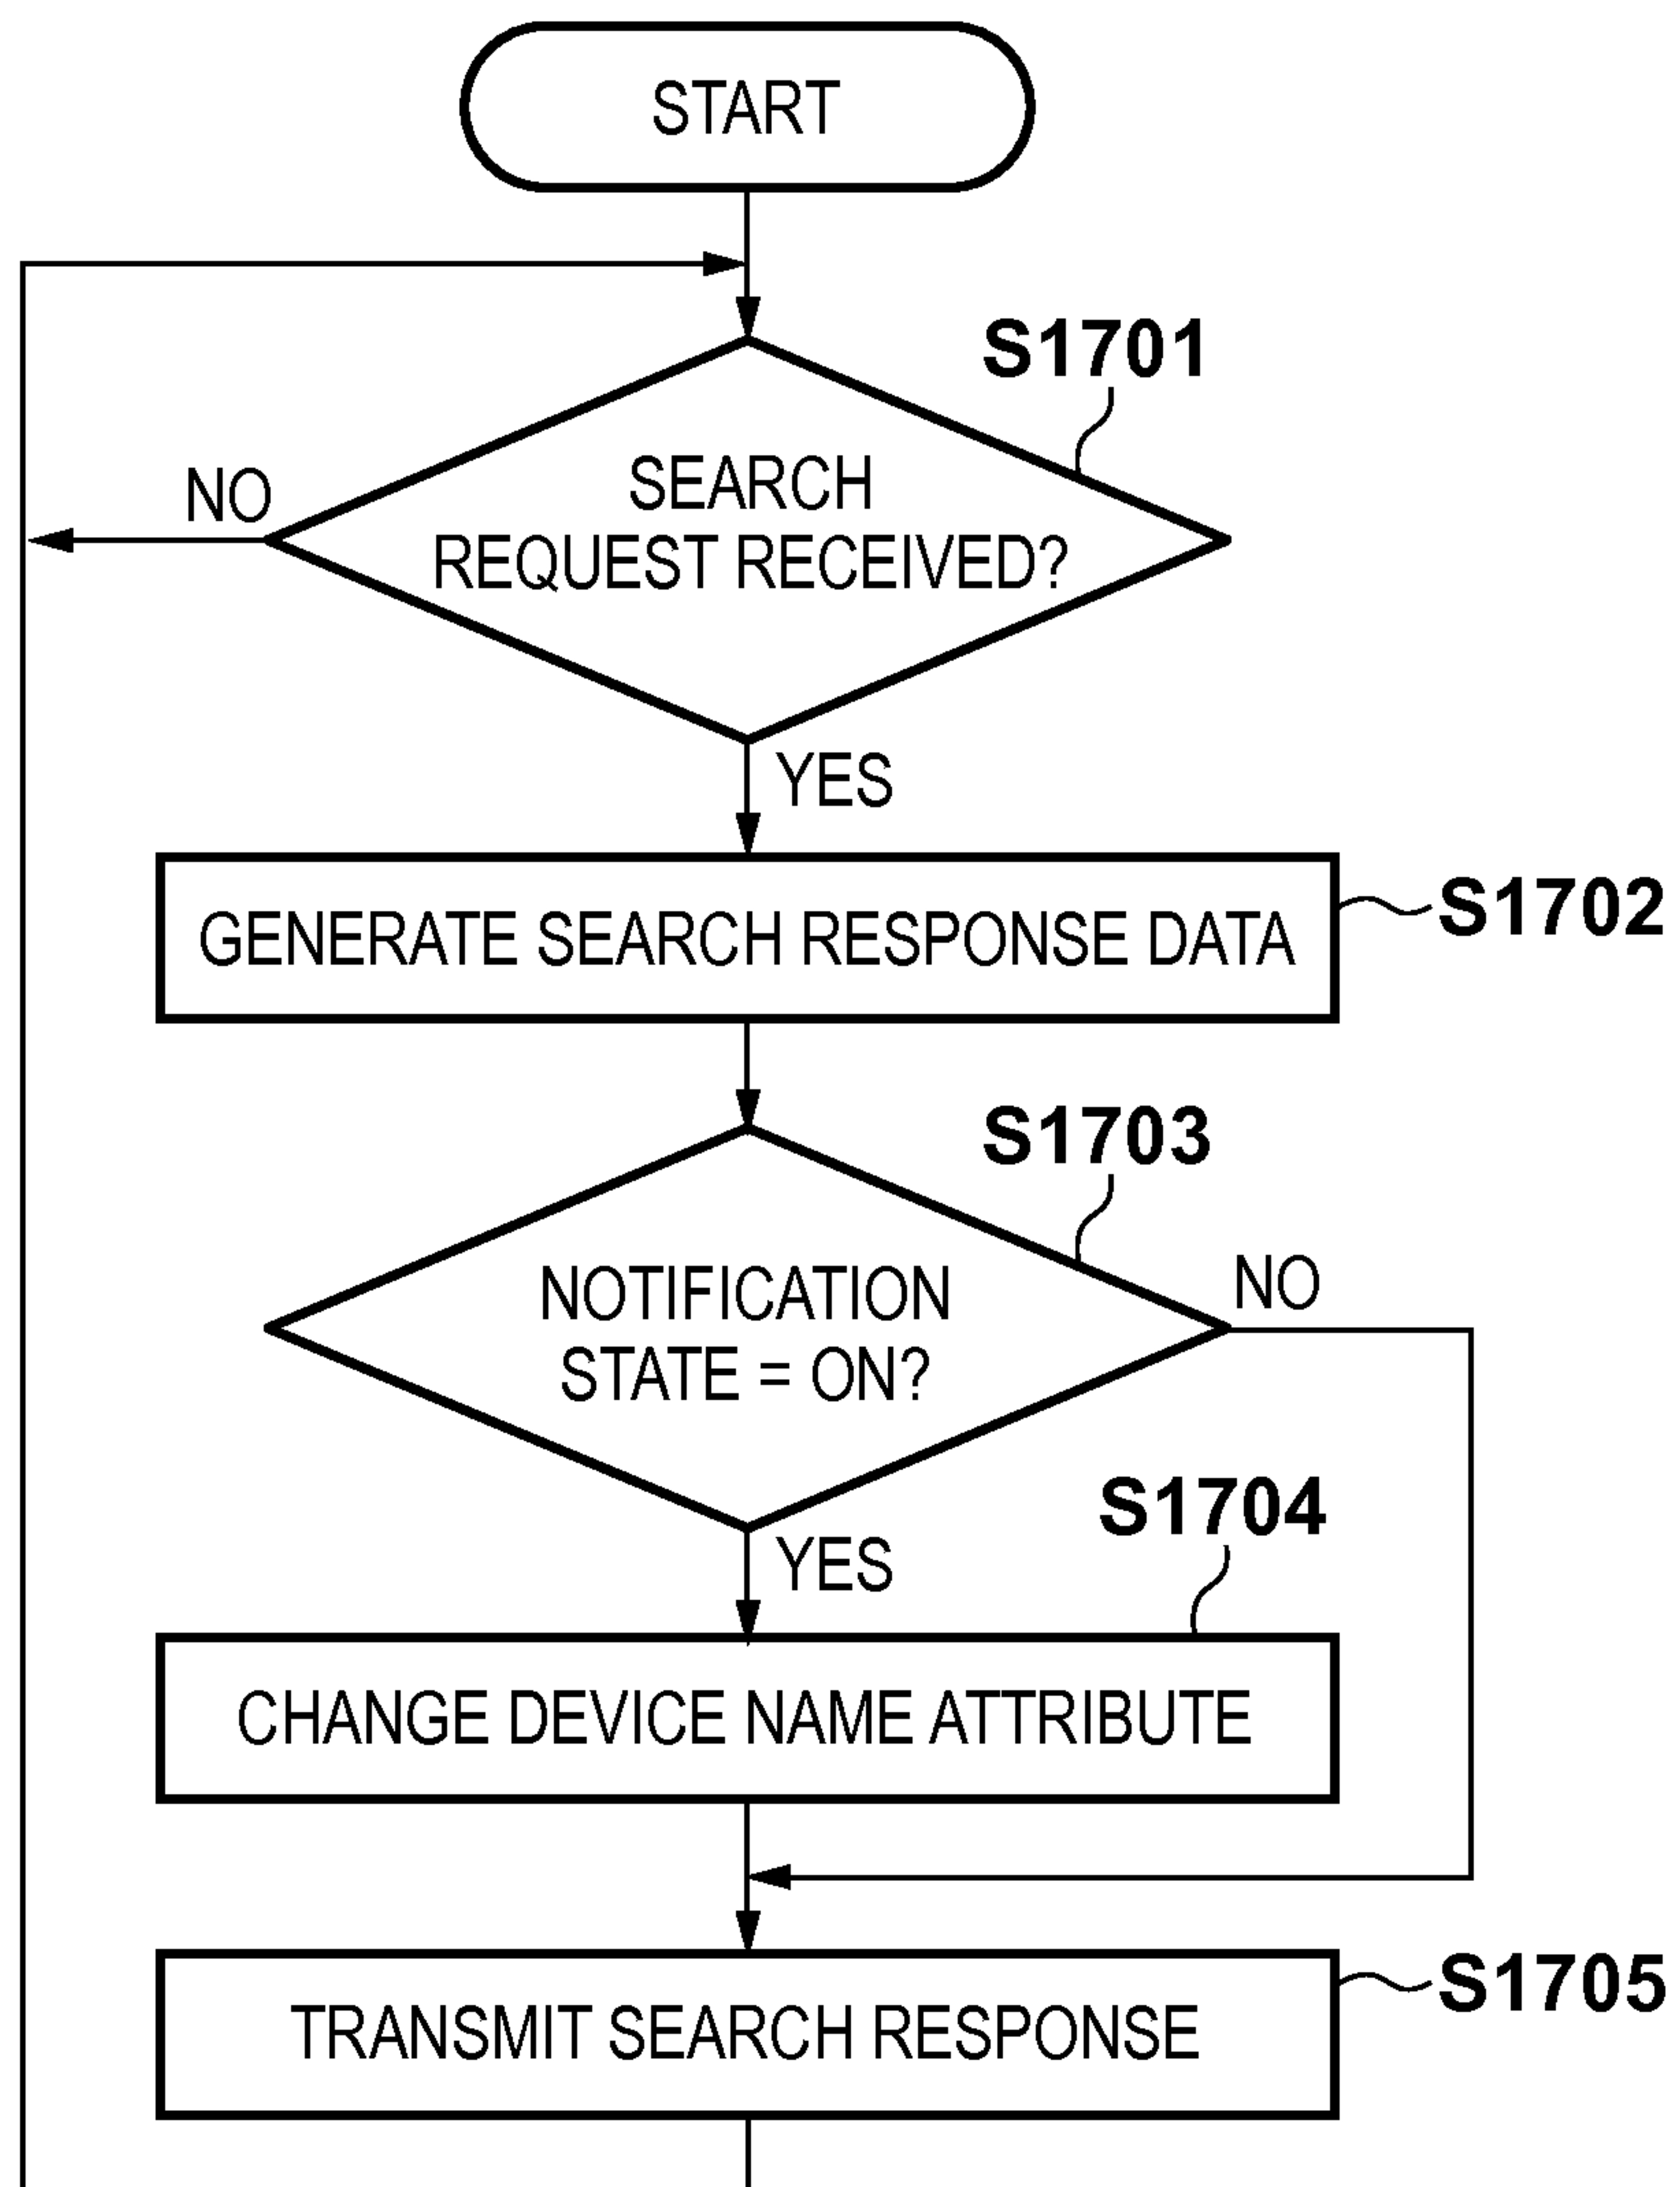 START
S1701
SEARCH
REQUEST RECEIVED?
NO
YES
GENERATE SEARCH RESPONSE DATA
S1702
S1703
NOTIFICATION
STATE = ON?
NO
YES
S1704
CHANGE DEVICE NAME ATTRIBUTE
TRANSMIT SEARCH RESPONSE
S1705